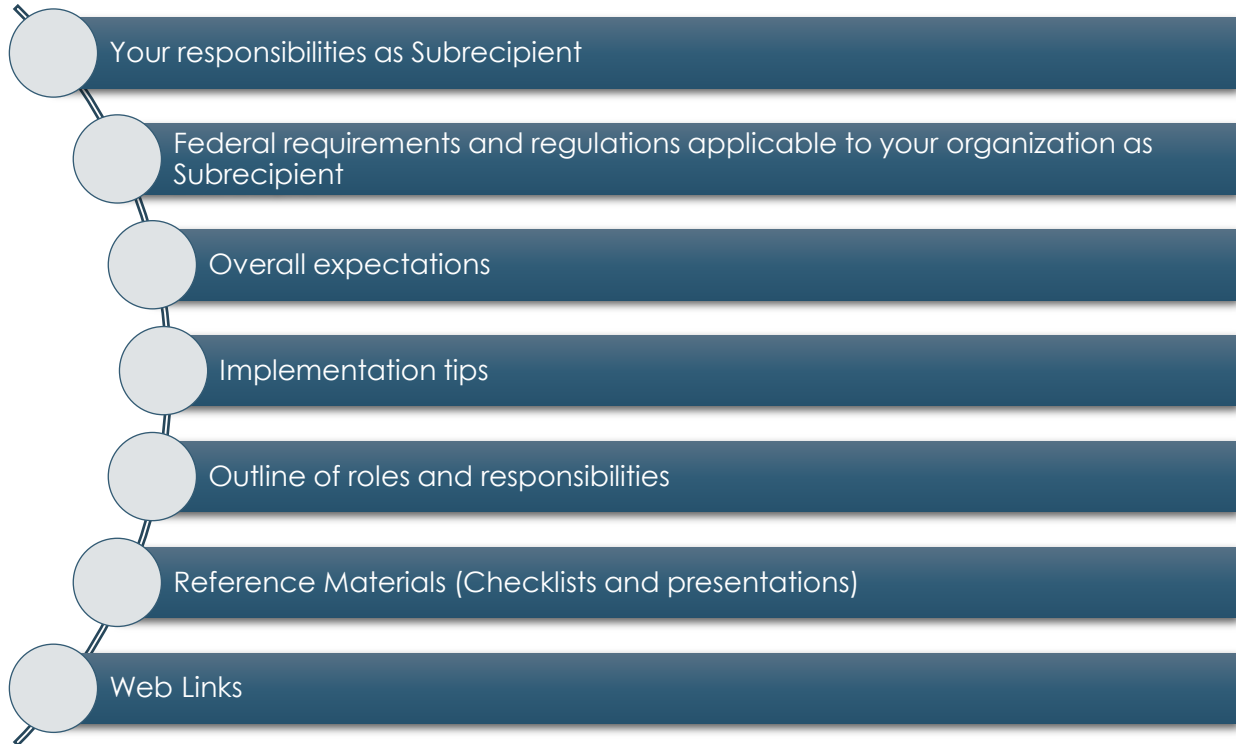 Your responsibilities as Subrecipient
Federal requirements and regulations applicable to your organization as
Subrecipient
Overall expectations
Implementation tips
Outline of roles and responsibilities
Reference Materials (Checklists and presentations)
Web Links